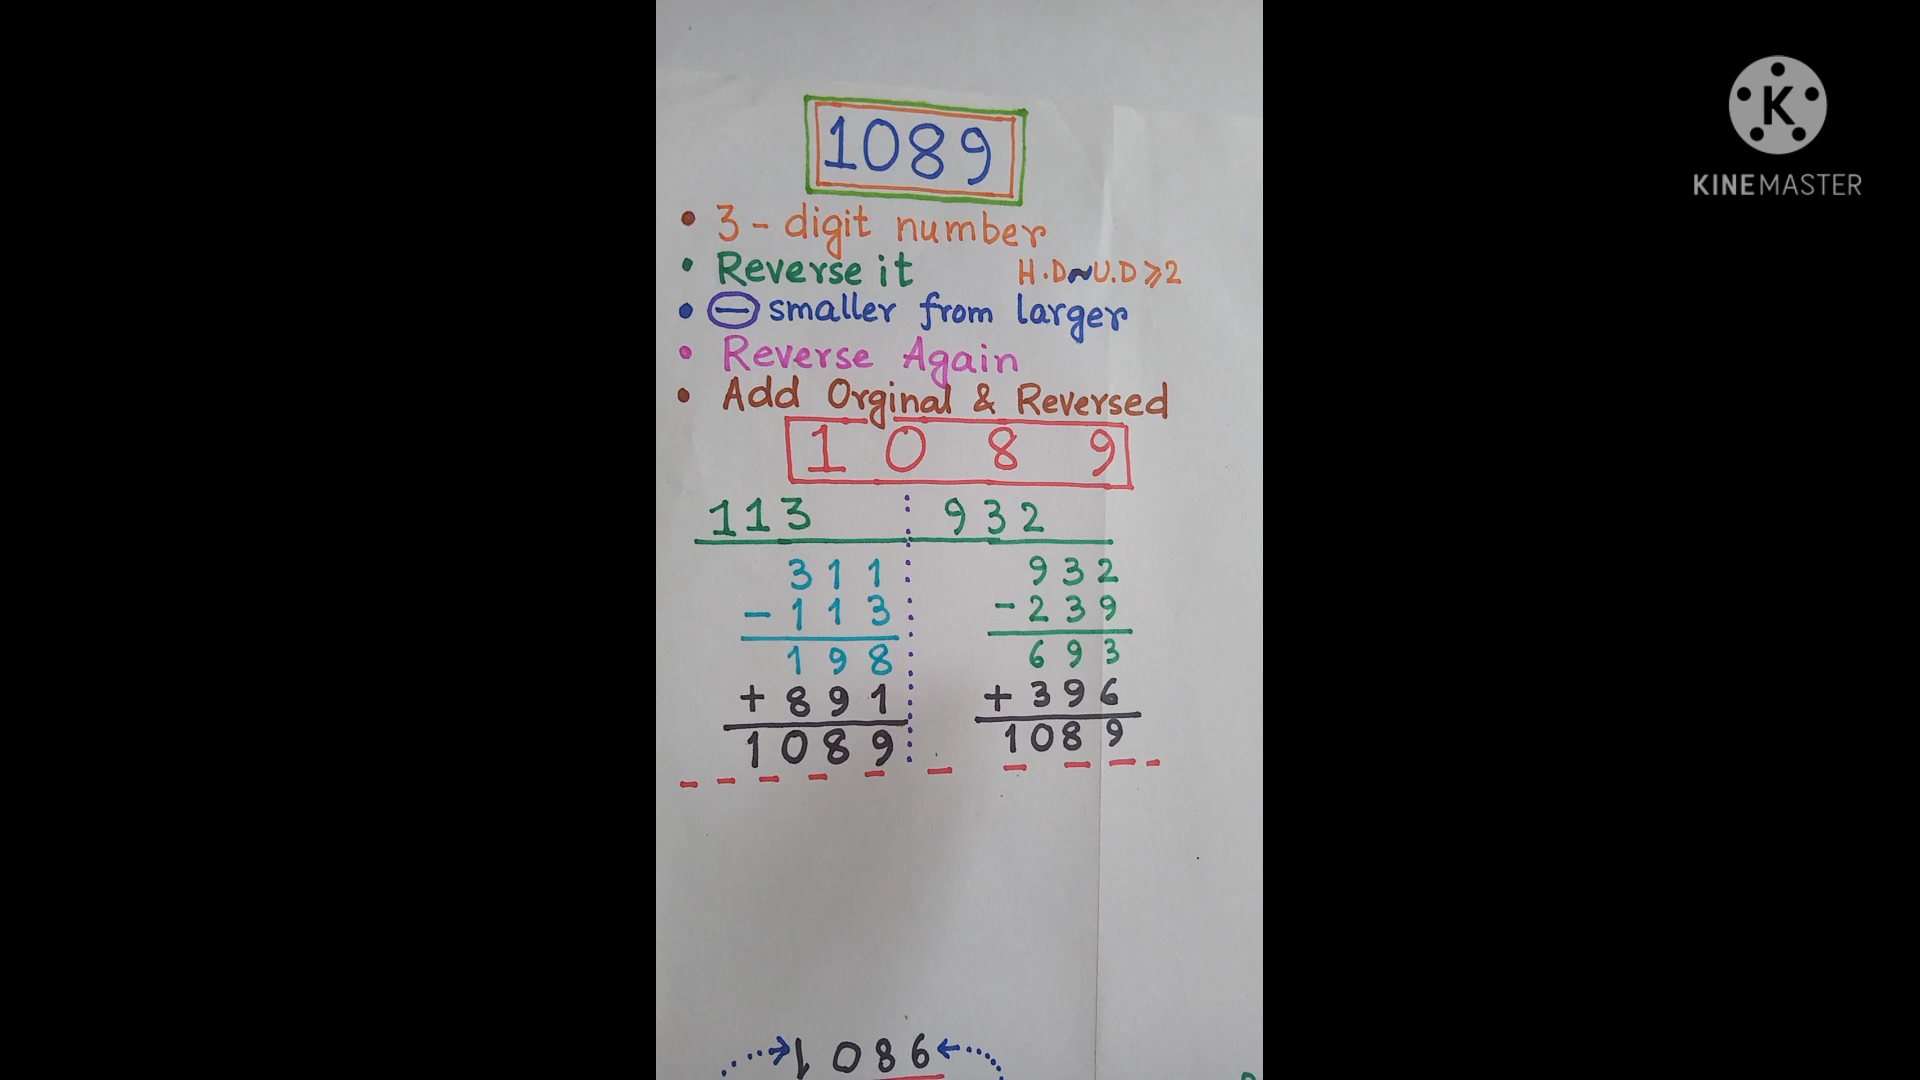 1089
• 3-digit number
• Reverse it H.D~U.D⩾2
• ⊖ smaller from larger
• Reverse Again
• Add Orginal & Reversed
1 0 8 9
113 932
311 932
- 113 - 239
198 693
+ 891 + 396
1089 1089
1086
KINEMASTER